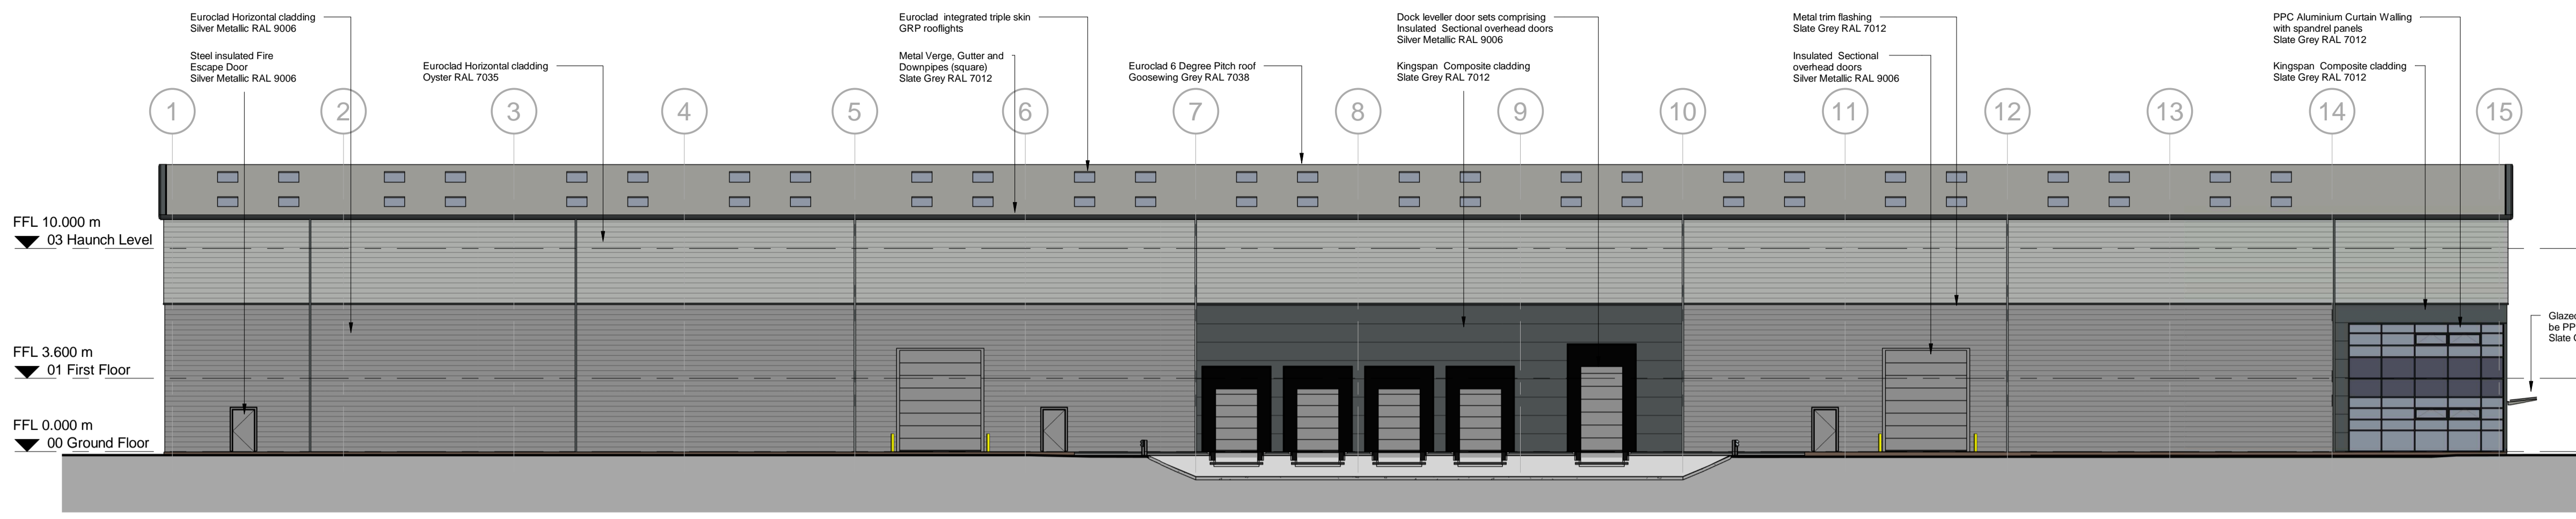 Euroclad Horizontal cladding
Silver Metallic RAL 9006
Steel insulated Fire
Escape Door
Silver Metallic RAL 9006
Euroclad Horizontal cladding
Oyster RAL 7035
Euroclad  integrated triple skin
GRP rooflights
Metal Verge, Gutter and
Downpipes (square)
Slate Grey RAL 7012
Euroclad 6 Degree Pitch roof
Goosewing Grey RAL 7038
Dock leveller door sets comprising
Insulated  Sectional overhead doors
Silver Metallic RAL 9006
Kingspan  Composite cladding
Slate Grey RAL 7012
Metal trim flashing
Slate Grey RAL 7012
Insulated  Sectional
overhead doors
Silver Metallic RAL 9006
PPC Aluminium Curtain Walling
with spandrel panels
Slate Grey RAL 7012
Kingspan  Composite cladding
Slate Grey RAL 7012
1 2 3 4 5 6 7 8 9 10 11 12 13 14 15
FFL 10.000 m
03 Haunch Level
Glaze
be PP
Slate
FFL 3.600 m
01 First Floor
FFL 0.000 m
00 Ground Floor